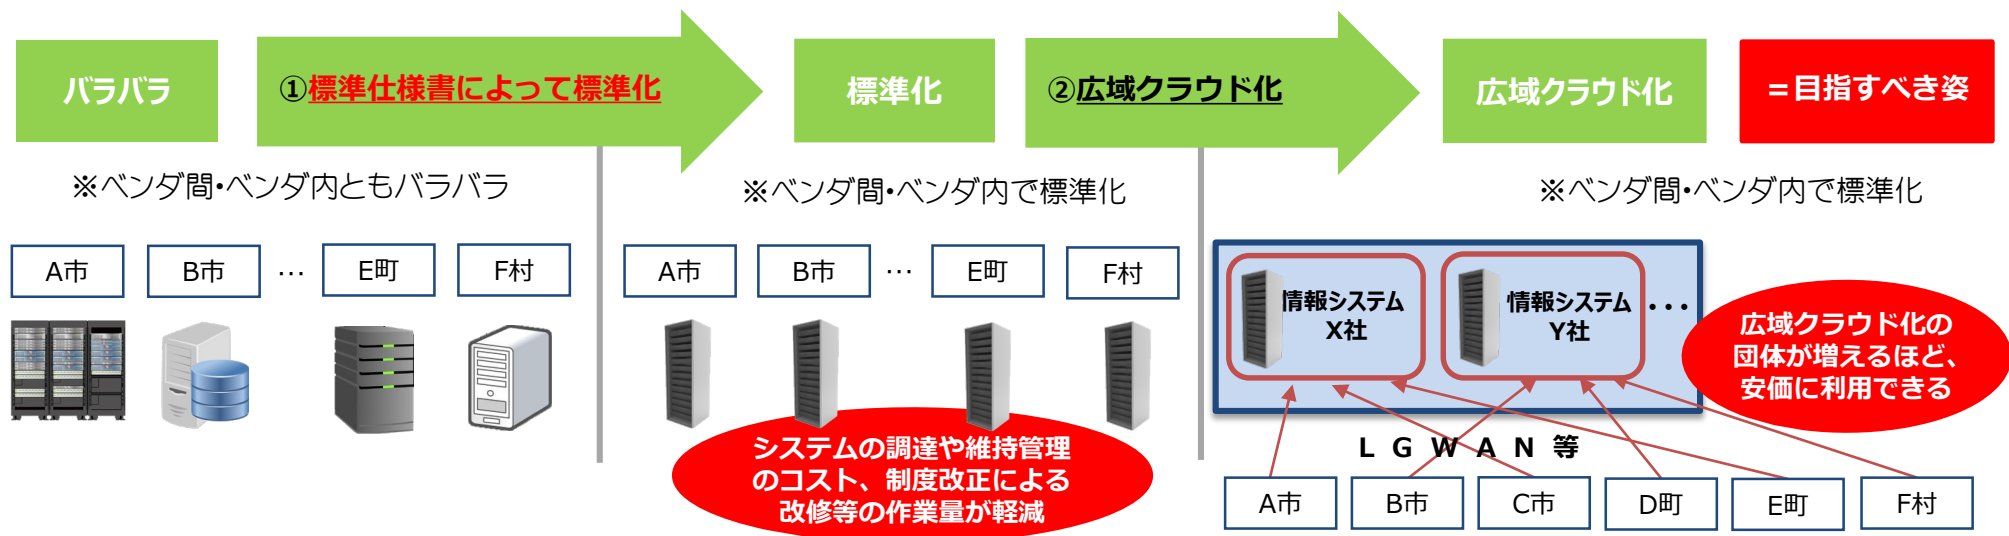 バラバラ
①標準仕様書によって標準化
標準化
②広域クラウド化
広域クラウド化
＝目指すべき姿
※ベンダ間・ベンダ内ともバラバラ
※ベンダ間・ベンダ内で標準化
※ベンダ間・ベンダ内で標準化
A市
B市
…
E町
F村
A市
B市
…
E町
F村
システムの調達や維持管理
のコスト、制度改正による
改修等の作業量が軽減
情報システム
X社
情報システム
Y社
・・・
広域クラウド化の
団体が増えるほど、
安価に利用できる
ＬＧＷＡＮ等
A市
B市
C市
D町
E町
F村